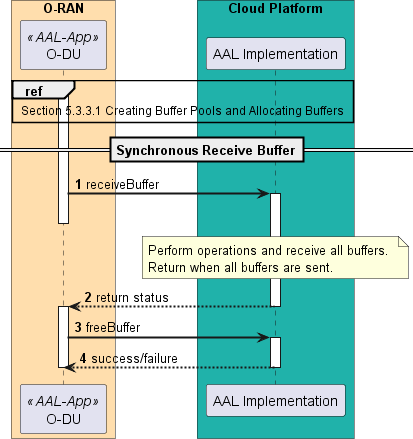 O-RAN
Cloud Platform
« AAL-App»
O-DU
AAL Implementation
ref
Section 5.3.3.1 Creating Buffer Pools and Allocating Buffers
Synchronous Receive Buffer
1 receiveBuffer
Perform operations and receive all buffers.
Return when all buffers are sent.
2 return status
3 freeBuffer
4 success/failure
« AAL-App»
O-DU
AAL Implementation